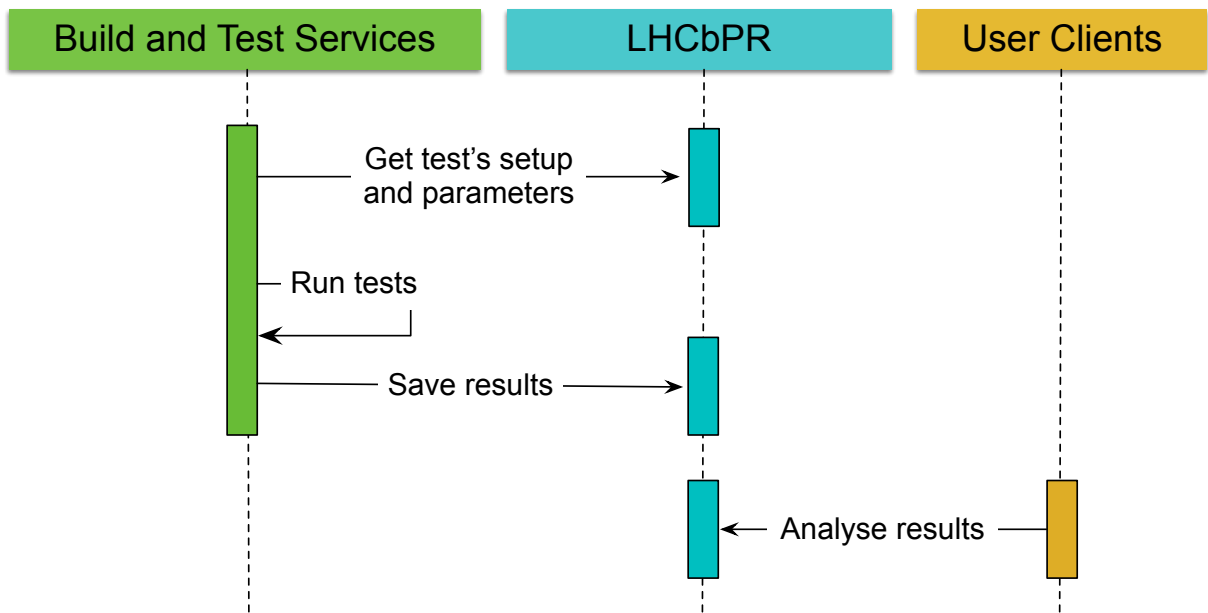 Build and Test Services
LHCbPR
User Clients
Get test’s setup
and parameters
Run tests
Save results
Analyse results